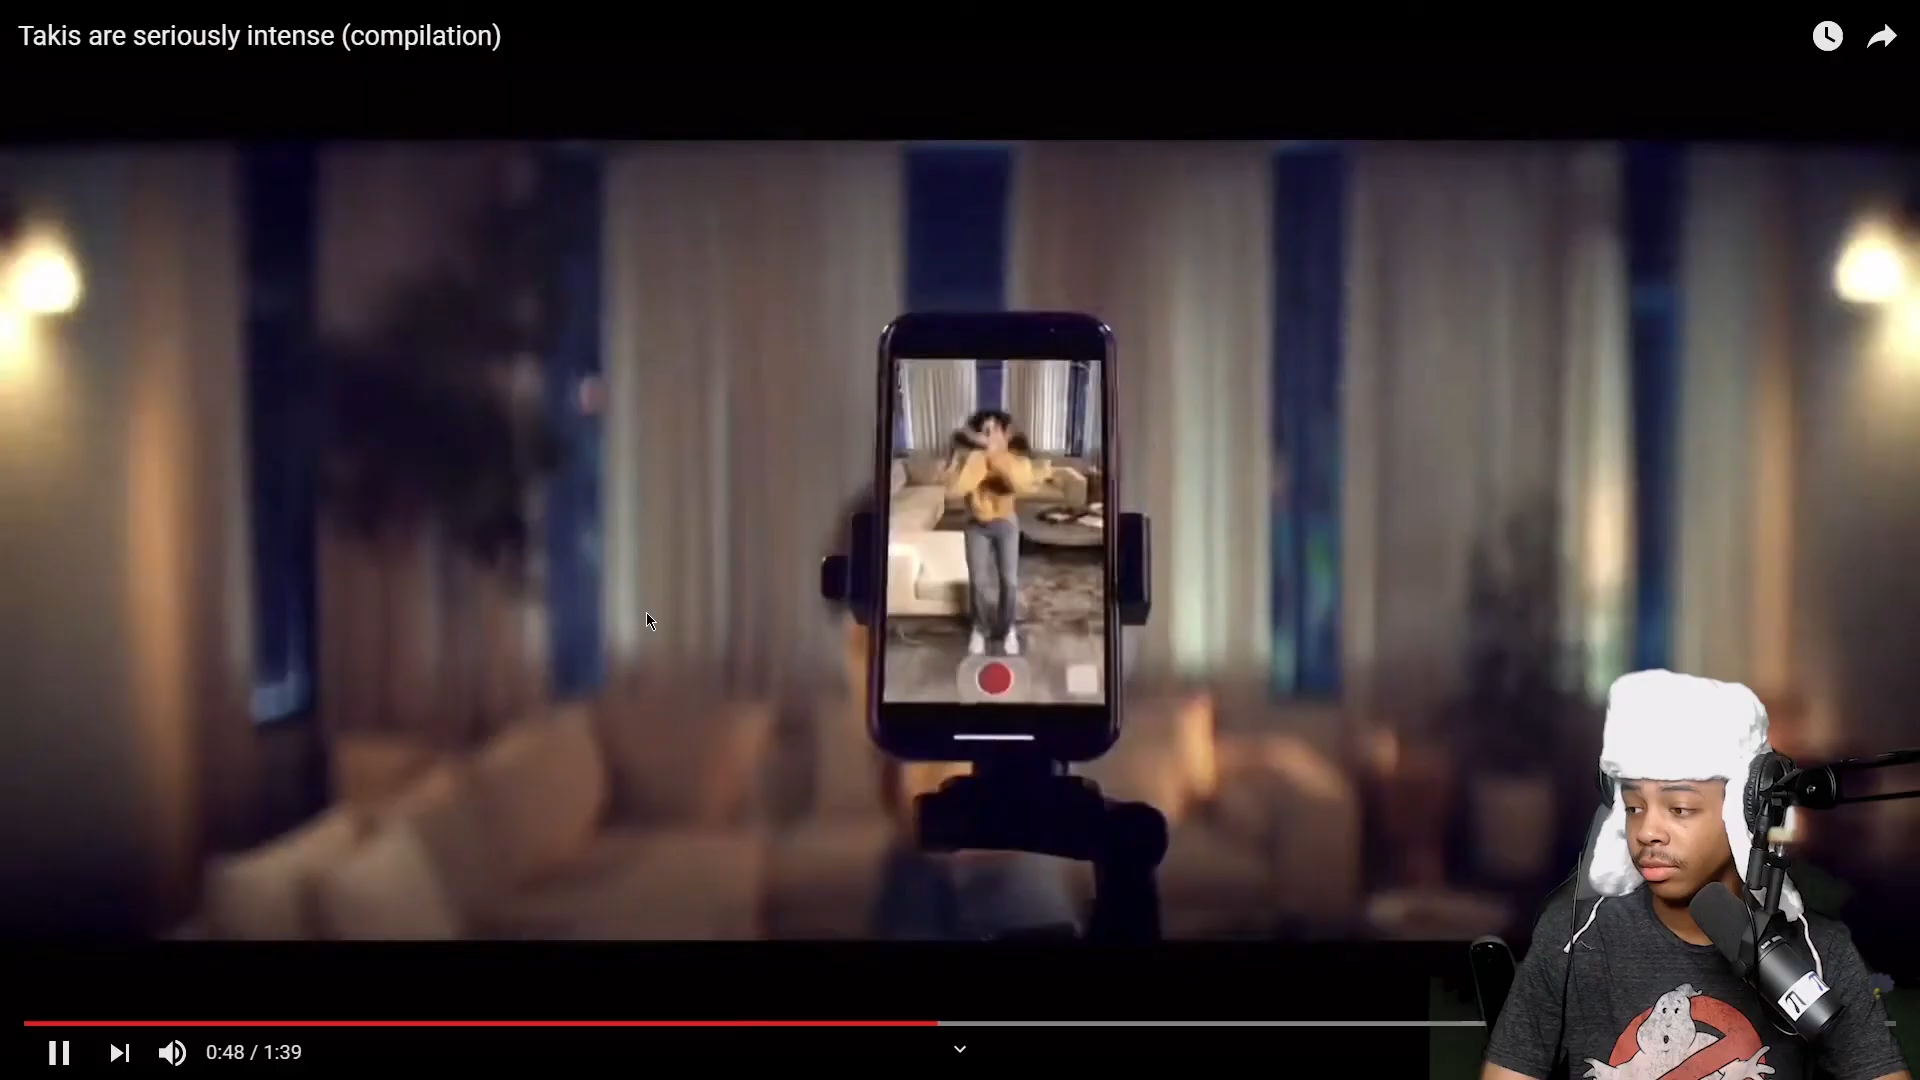 Takis are seriously intense (compilation)
0:48 / 1:39